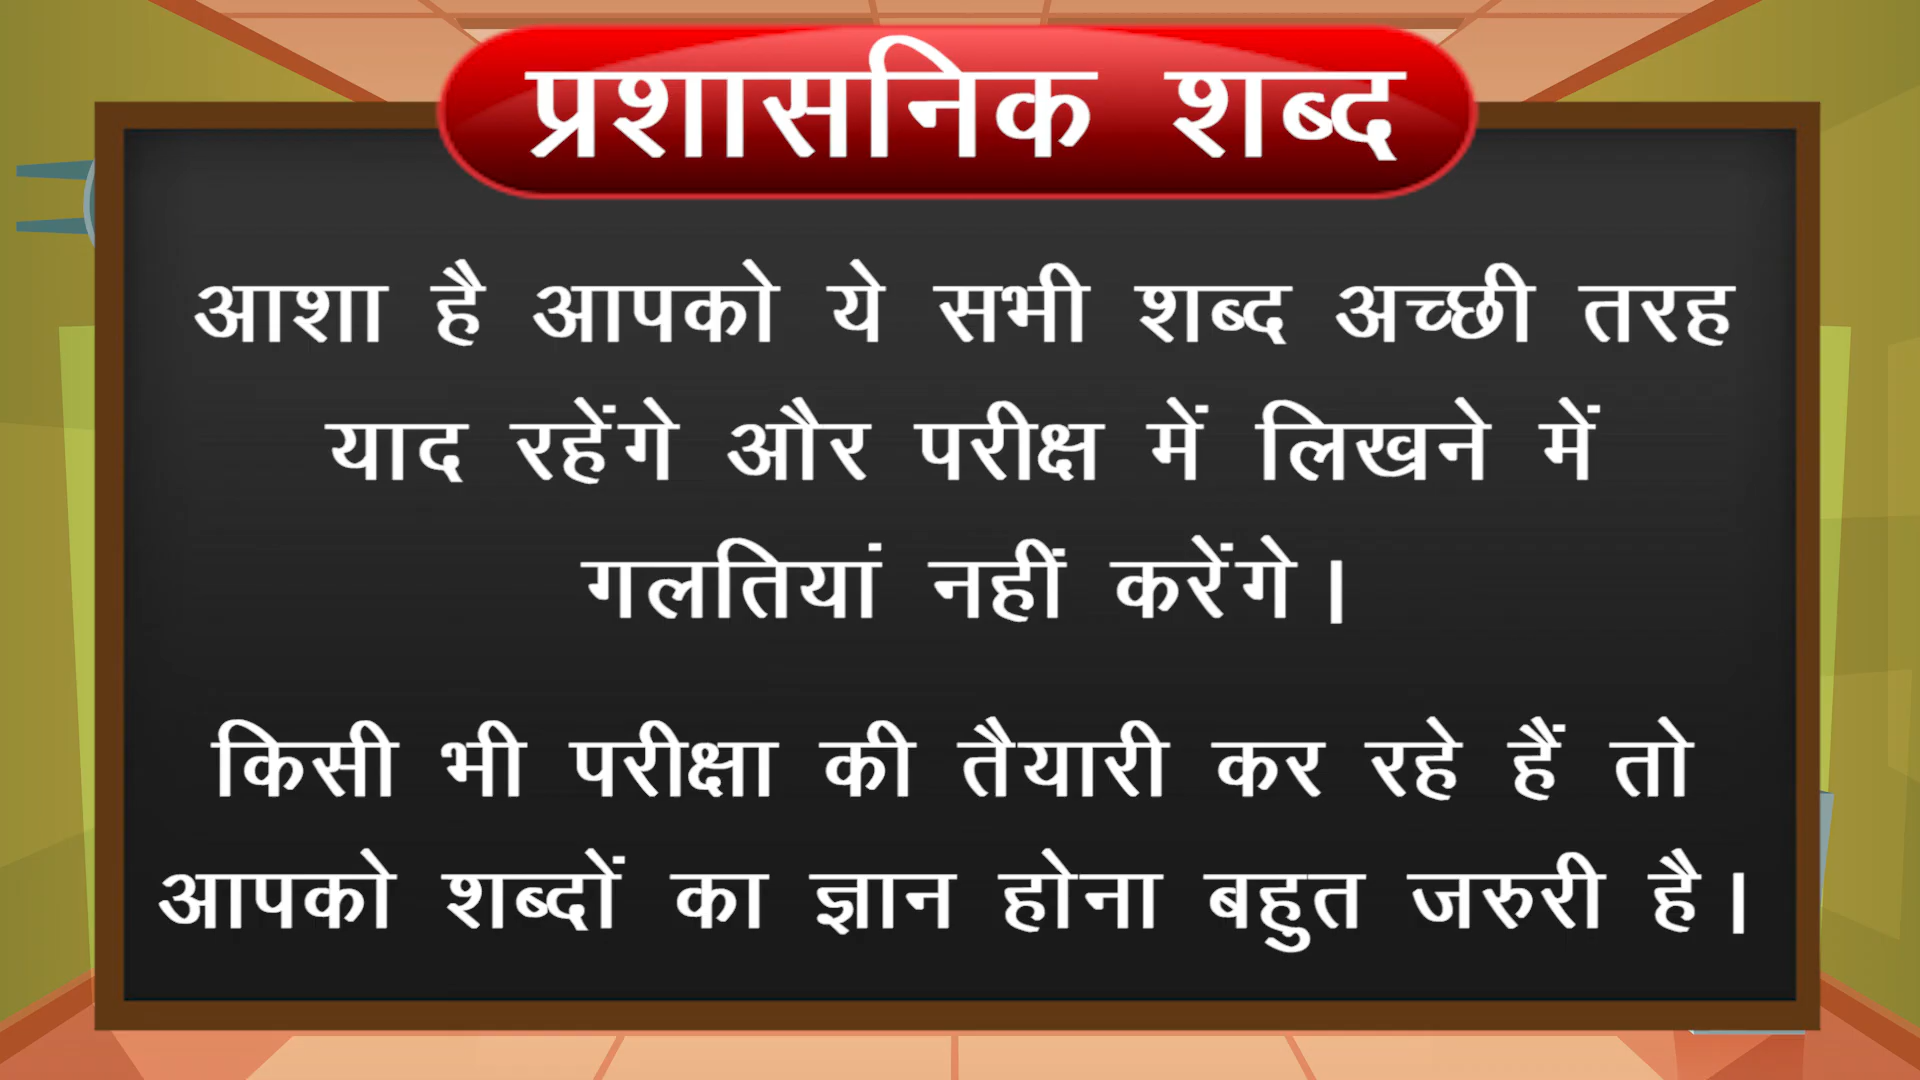 प्रशासनिक शब्द
आशा है आपको ये सभी शब्द अच्छी तरह
याद रहेंगे और परीक्ष में लिखने में
गलतियां नहीं करेंगे।
किसी भी परीक्षा की तैयारी कर रहे हैं तो
आपको शब्दों का ज्ञान होना बहुत जरुरी है।